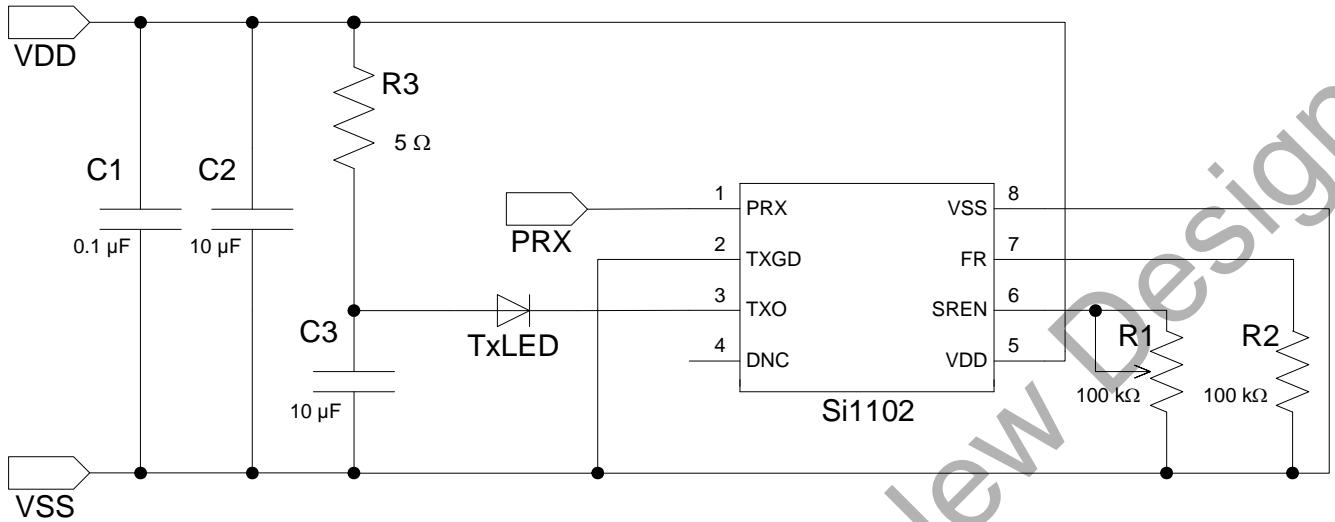 VDD
R3
5 Ω
C1
0.1 µF
C2
10 µF
PRX
1 PRX
2 TXGD
3 TXO
4 DNC
VSS 8
FR 7
SREN 6
VDD 5
Si1102
C3
10 µF
TxLED
R1
100 kΩ
R2
100 kΩ
VSS
Design